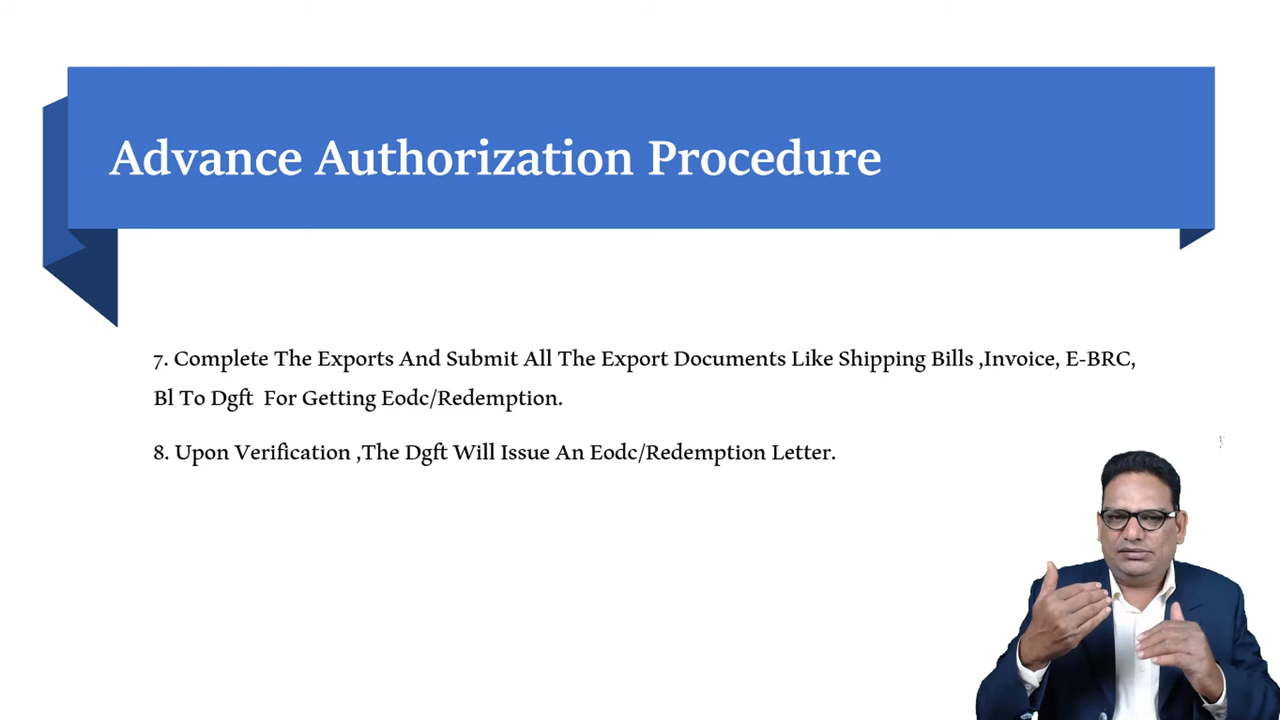 Advance Authorization Procedure
7. Complete The Exports And Submit All The Export Documents Like Shipping Bills ,Invoice, E-BRC,
Bl To Dgft For Getting Eodc/Redemption.
8. Upon Verification ,The Dgft Will Issue An Eodc/Redemption Letter.